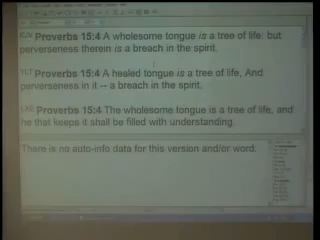 KJV Proverbs 15:4 A wholesome tongue is a tree of life: but
perverseness therein is a breach in the spirit.
YLT Proverbs 15:4 A healed tongue is a tree of life, And
perverseness in it -- a breach in the spirit.
Proverbs 15:4 The wholesome tongue is a tree of life, and
he that keeps it shall be filled with understanding.
There is no auto-info data for this version and/or word.